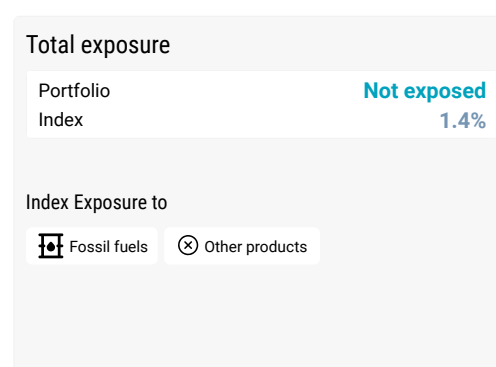 Total exposure
Portfolio Not exposed
Index 1.4%
Index Exposure to
Fossil fuels Other products